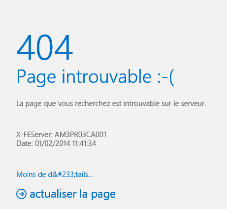 404
Page introuvable :-(
La page que vous recherchez est introuvable sur le serveur.
X-FEServer: AM3PR03CA001
Date: 01/02/2014 11:41:34
Moins de d&#233;tails...
actualiser la page